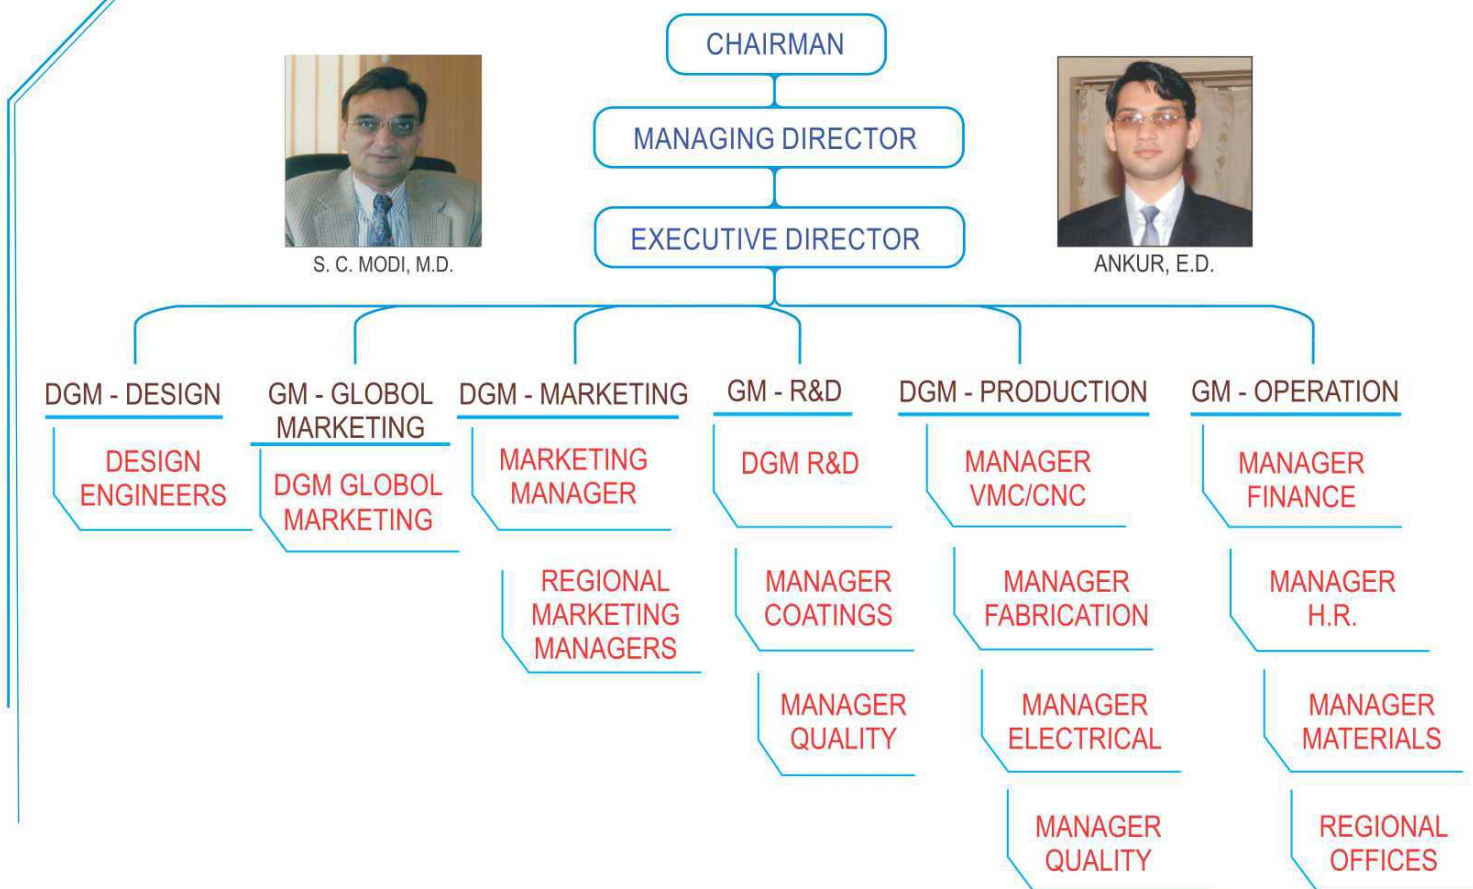 CHAIRMAN
MANAGING DIRECTOR
EXECUTIVE DIRECTOR
S. C. MODI, M.D.
ANKUR, E.D.
DGM - DESIGN
DESIGN
ENGINEERS
GM - GLOBOL
MARKETING
DGM GLOBOL
MARKETING
DGM - MARKETING
MARKETING
MANAGER
REGIONAL
MARKETING
MANAGERS
GM - R&D
DGM R&D
MANAGER
COATINGS
MANAGER
QUALITY
DGM - PRODUCTION
MANAGER
VMC/CNC
MANAGER
FABRICATION
MANAGER
ELECTRICAL
MANAGER
QUALITY
GM - OPERATION
MANAGER
FINANCE
MANAGER
H.R.
MANAGER
MATERIALS
REGIONAL
OFFICES